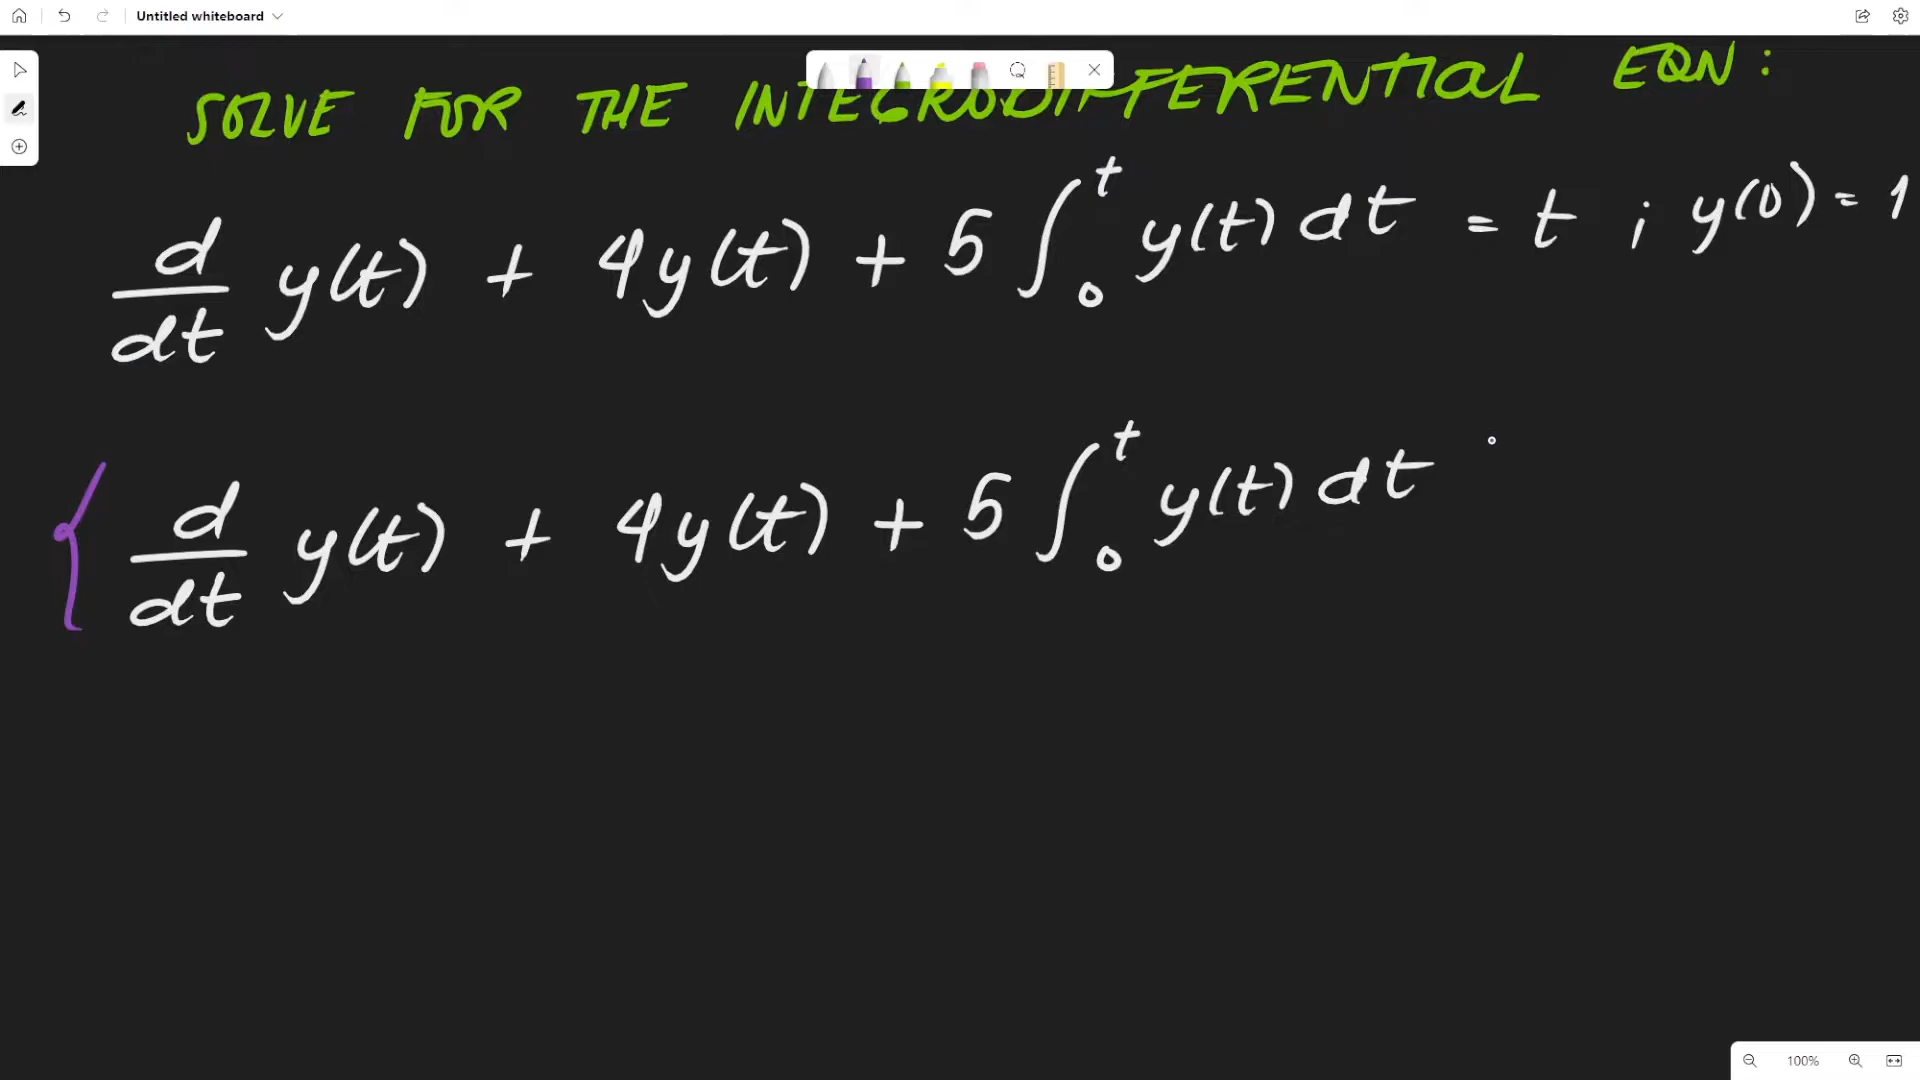 Untitled whiteboard
SOLVE FOR THE INTEGRODIFFERENTIAL EQN:
d/dt y(t) + 4y(t) + 5 ∫₀ᵗ y(t) dt = t ; y(0) = 1
{ d/dt y(t) + 4y(t) + 5 ∫₀ᵗ y(t) dt
100%